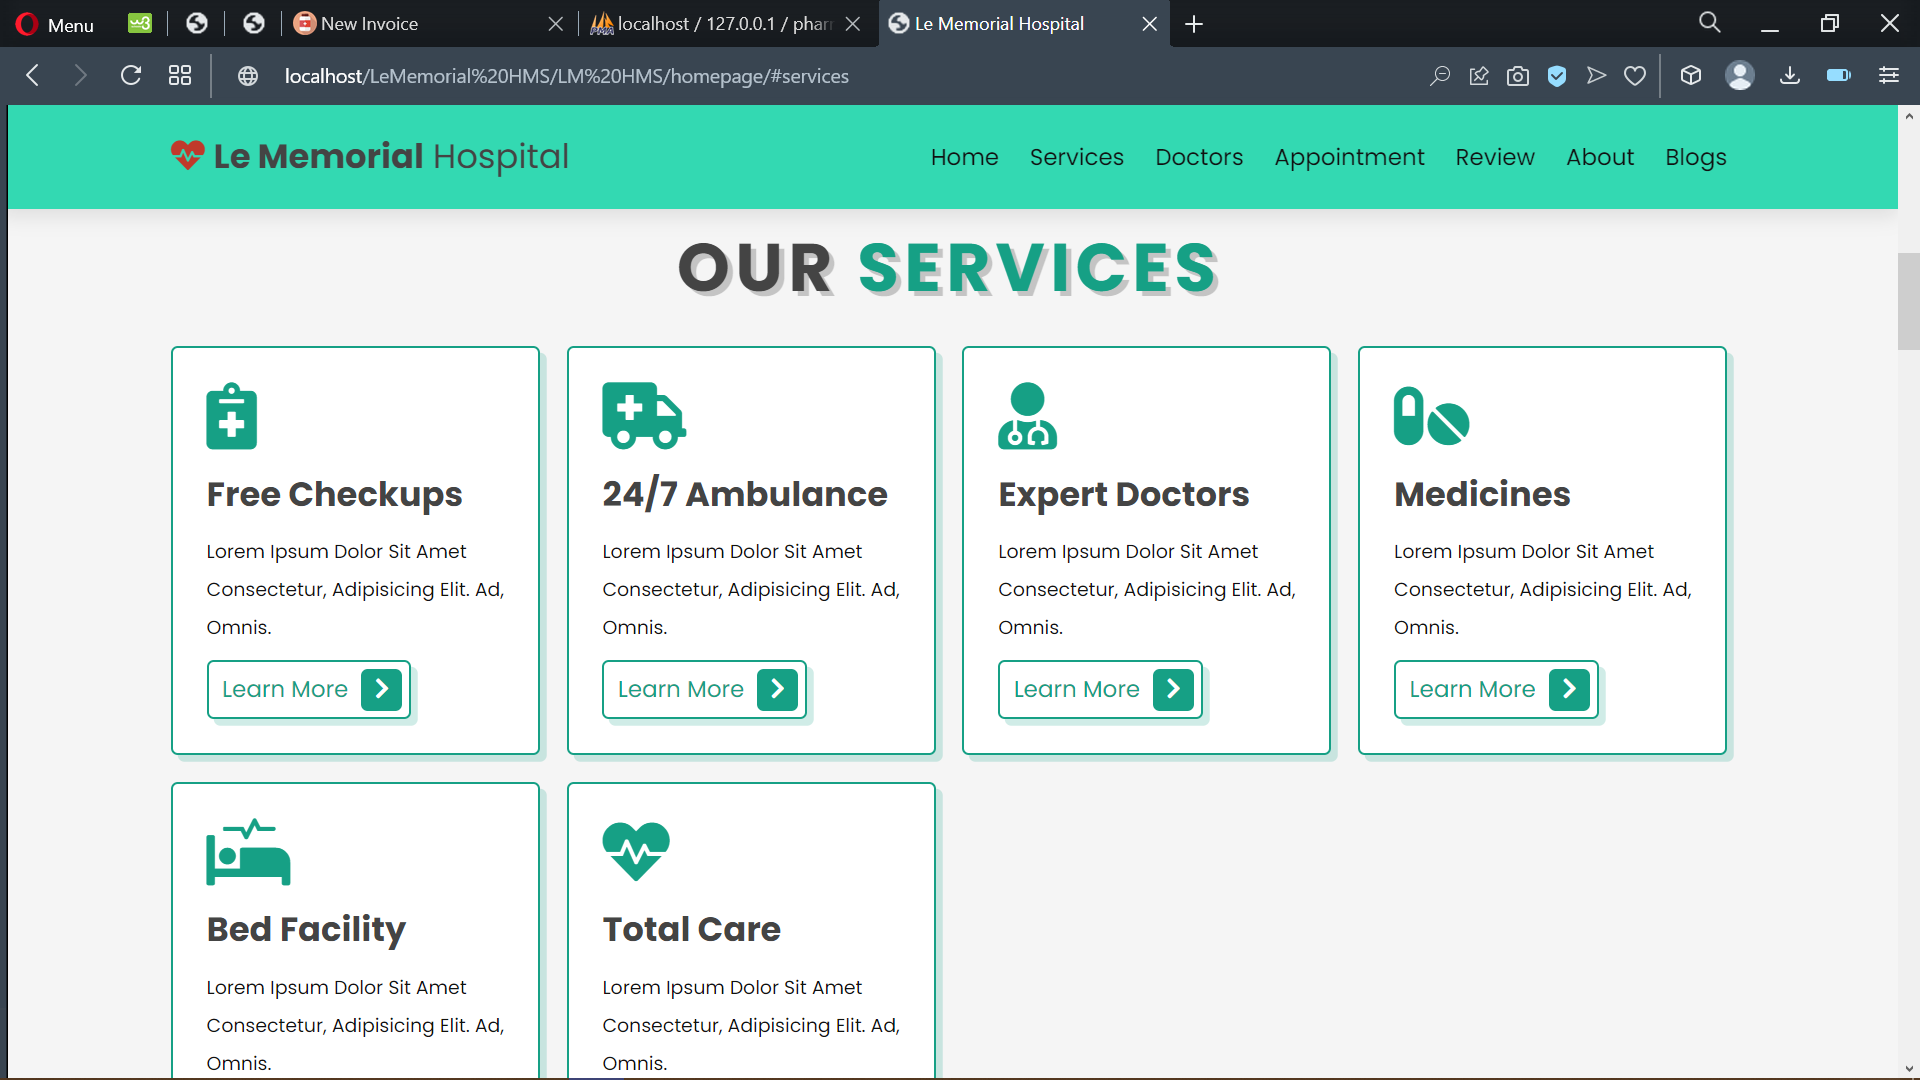 Menu
New Invoice
localhost / 127.0.0.1 / phar
Le Memorial Hospital
localhost/LeMemorial%20HMS/LM%20HMS/homepage/#services
Le Memorial Hospital
Home Services Doctors Appointment Review About Blogs
OUR SERVICES
Free Checkups
Lorem Ipsum Dolor Sit Amet
Consectetur, Adipisicing Elit. Ad,
Omnis.
Learn More
24/7 Ambulance
Lorem Ipsum Dolor Sit Amet
Consectetur, Adipisicing Elit. Ad,
Omnis.
Learn More
Expert Doctors
Lorem Ipsum Dolor Sit Amet
Consectetur, Adipisicing Elit. Ad,
Omnis.
Learn More
Medicines
Lorem Ipsum Dolor Sit Amet
Consectetur, Adipisicing Elit. Ad,
Omnis.
Learn More
Bed Facility
Lorem Ipsum Dolor Sit Amet
Consectetur, Adipisicing Elit. Ad,
Omnis.
Total Care
Lorem Ipsum Dolor Sit Amet
Consectetur, Adipisicing Elit. Ad,
Omnis.